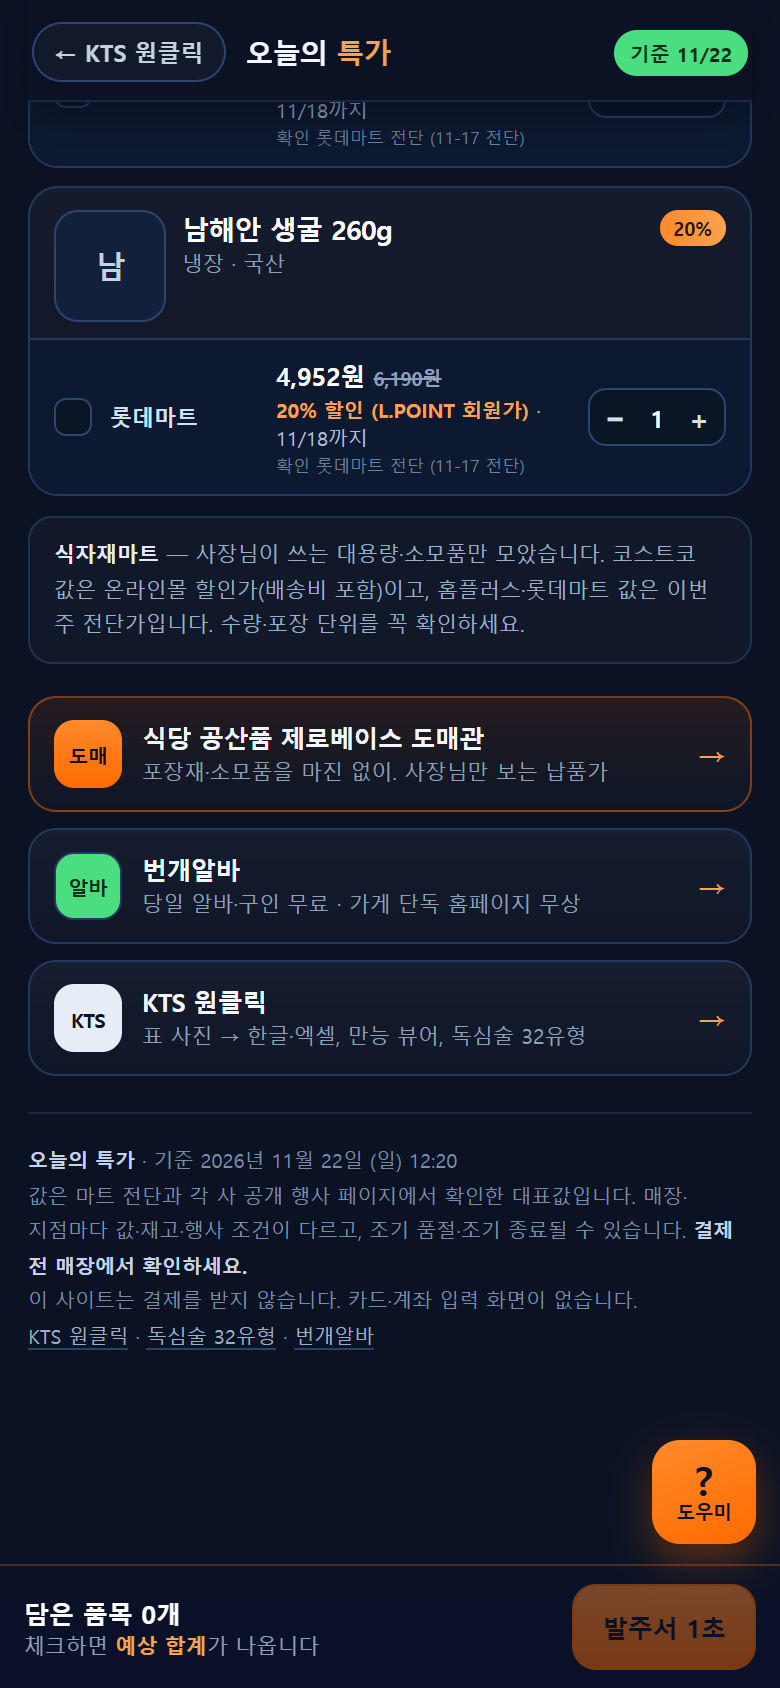 ← KTS 원클릭
오늘의 특가
기준 11/22
11/18까지
확인 롯데마트 전단 (11-17 전단)
남
남해안 생굴 260g
냉장 · 국산
20%
롯데마트
4,952원 6,190원
20% 할인 (L.POINT 회원가) ·
11/18까지
확인 롯데마트 전단 (11-17 전단)
− 1 +
식자재마트 — 사장님이 쓰는 대용량·소모품만 모았습니다. 코스트코
값은 온라인몰 할인가(배송비 포함)이고, 홈플러스·롯데마트 값은 이번
주 전단가입니다. 수량·포장 단위를 꼭 확인하세요.
도매
식당 공산품 제로베이스 도매관
포장재·소모품을 마진 없이. 사장님만 보는 납품가
→
알바
번개알바
당일 알바·구인 무료 · 가게 단독 홈페이지 무상
→
KTS
KTS 원클릭
표 사진 → 한글·엑셀, 만능 뷰어, 독심술 32유형
→
오늘의 특가 · 기준 2026년 11월 22일 (일) 12:20
값은 마트 전단과 각 사 공개 행사 페이지에서 확인한 대표값입니다. 매장·
지점마다 값·재고·행사 조건이 다르고, 조기 품절·조기 종료될 수 있습니다. 결제
전 매장에서 확인하세요.
이 사이트는 결제를 받지 않습니다. 카드·계좌 입력 화면이 없습니다.
KTS 원클릭 · 독심술 32유형 · 번개알바
?
도우미
담은 품목 0개
체크하면 예상 합계가 나옵니다
발주서 1초